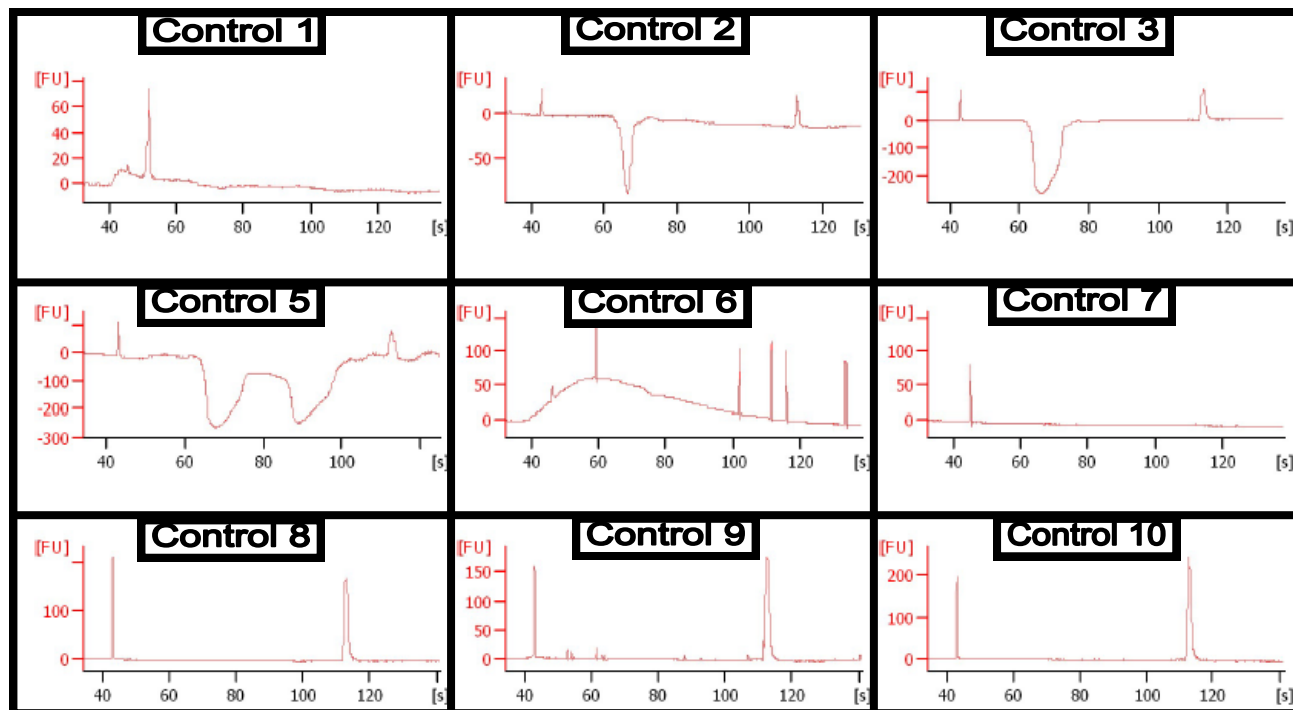 Control 1
[FU]
60
40
20
0
40 60 80 100 120 [s]
Control 2
[FU]
0
-50
40 60 80 100 120 [s]
Control 3
[FU]
0
-100
-200
40 60 80 100 120 [s]
Control 5
[FU]
0
-100
-200
-300
40 60 80 100 [s]
Control 6
[FU]
100
50
0
40 60 80 100 120 [s]
Control 7
[FU]
100
50
0
40 60 80 100 120 [s]
Control 8
[FU]
100
0
40 60 80 100 120 [s]
Control 9
[FU]
150
100
50
0
40 60 80 100 120 [s]
Control 10
[FU]
200
100
0
40 60 80 100 120 [s]